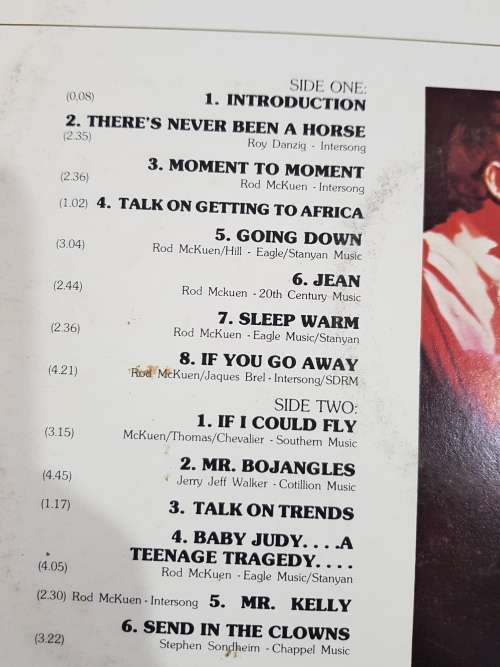 SIDE ONE:
(0.08) 1. INTRODUCTION
2. THERE'S NEVER BEEN A HORSE
(2.35) Roy Danzig - Intersong
3. MOMENT TO MOMENT
(2.36) Rod McKuen - Intersong
(1.02) 4. TALK ON GETTING TO AFRICA
5. GOING DOWN
(3.04) Rod McKuen/Hill - Eagle/Stanyan Music
6. JEAN
(2.44) Rod Mckuen - 20th Century Music
7. SLEEP WARM
(2.36) Rod McKuen - Eagle Music/Stanyan
8. IF YOU GO AWAY
(4.21) Rod McKuen/Jaques Brel - Intersong/SDRM
SIDE TWO:
1. IF I COULD FLY
(3.15) McKuen/Thomas/Chevalier - Southern Music
2. MR. BOJANGLES
(4.45) Jerry Jeff Walker - Cotillion Music
(1.17) 3. TALK ON TRENDS
4. BABY JUDY. . . .A
TEENAGE TRAGEDY. . . .
(4.05) Rod McKuen - Eagle Music/Stanyan
(2.30) Rod McKuen - Intersong 5. MR. KELLY
6. SEND IN THE CLOWNS
(3.22) Stephen Sondheim - Chappel Music